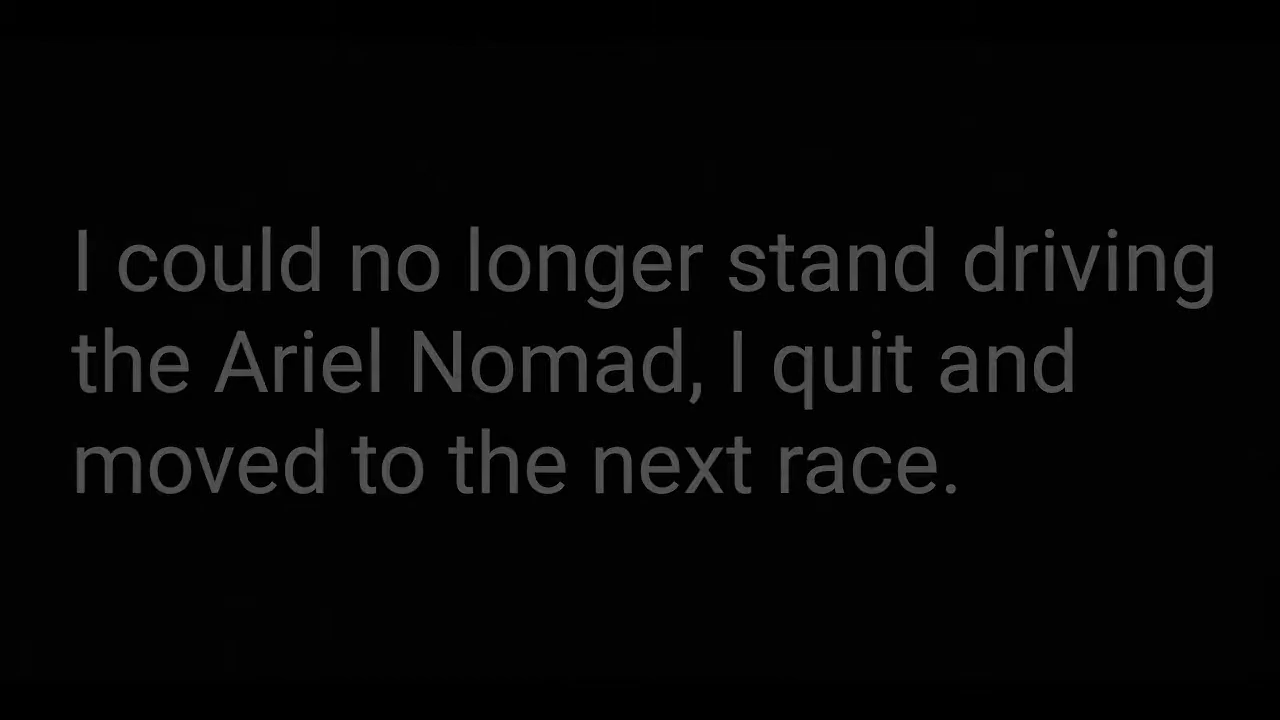 I could no longer stand driving
the Ariel Nomad, I quit and
moved to the next race.